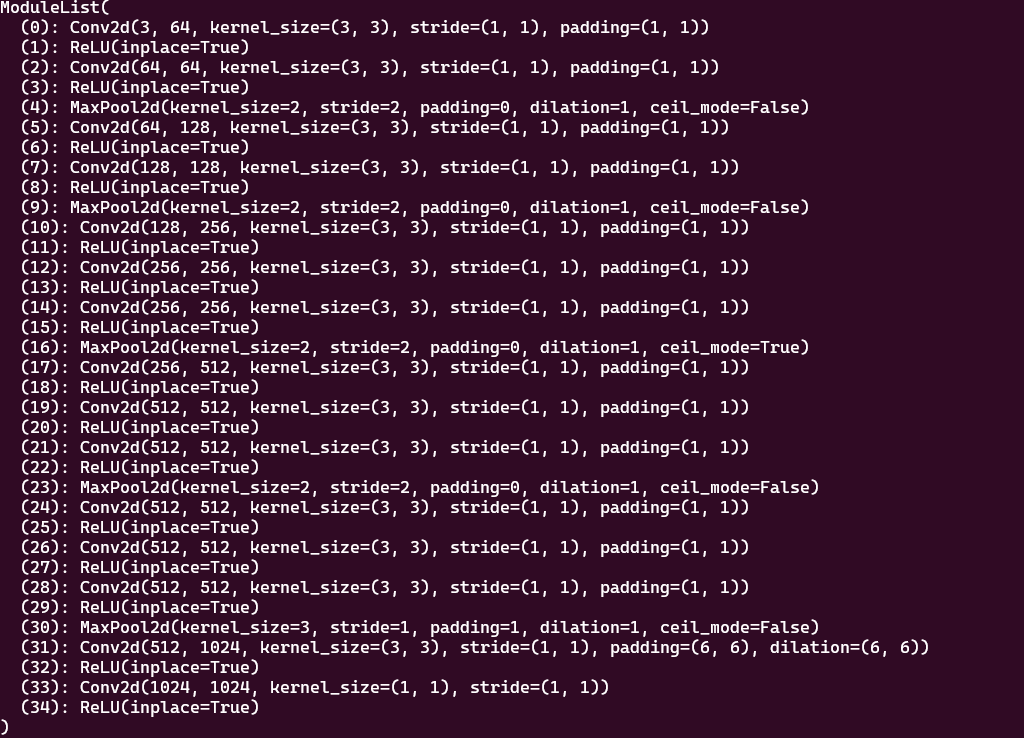 ModuleList(
  (0): Conv2d(3, 64, kernel_size=(3, 3), stride=(1, 1), padding=(1, 1))
  (1): ReLU(inplace=True)
  (2): Conv2d(64, 64, kernel_size=(3, 3), stride=(1, 1), padding=(1, 1))
  (3): ReLU(inplace=True)
  (4): MaxPool2d(kernel_size=2, stride=2, padding=0, dilation=1, ceil_mode=False)
  (5): Conv2d(64, 128, kernel_size=(3, 3), stride=(1, 1), padding=(1, 1))
  (6): ReLU(inplace=True)
  (7): Conv2d(128, 128, kernel_size=(3, 3), stride=(1, 1), padding=(1, 1))
  (8): ReLU(inplace=True)
  (9): MaxPool2d(kernel_size=2, stride=2, padding=0, dilation=1, ceil_mode=False)
  (10): Conv2d(128, 256, kernel_size=(3, 3), stride=(1, 1), padding=(1, 1))
  (11): ReLU(inplace=True)
  (12): Conv2d(256, 256, kernel_size=(3, 3), stride=(1, 1), padding=(1, 1))
  (13): ReLU(inplace=True)
  (14): Conv2d(256, 256, kernel_size=(3, 3), stride=(1, 1), padding=(1, 1))
  (15): ReLU(inplace=True)
  (16): MaxPool2d(kernel_size=2, stride=2, padding=0, dilation=1, ceil_mode=True)
  (17): Conv2d(256, 512, kernel_size=(3, 3), stride=(1, 1), padding=(1, 1))
  (18): ReLU(inplace=True)
  (19): Conv2d(512, 512, kernel_size=(3, 3), stride=(1, 1), padding=(1, 1))
  (20): ReLU(inplace=True)
  (21): Conv2d(512, 512, kernel_size=(3, 3), stride=(1, 1), padding=(1, 1))
  (22): ReLU(inplace=True)
  (23): MaxPool2d(kernel_size=2, stride=2, padding=0, dilation=1, ceil_mode=False)
  (24): Conv2d(512, 512, kernel_size=(3, 3), stride=(1, 1), padding=(1, 1))
  (25): ReLU(inplace=True)
  (26): Conv2d(512, 512, kernel_size=(3, 3), stride=(1, 1), padding=(1, 1))
  (27): ReLU(inplace=True)
  (28): Conv2d(512, 512, kernel_size=(3, 3), stride=(1, 1), padding=(1, 1))
  (29): ReLU(inplace=True)
  (30): MaxPool2d(kernel_size=3, stride=1, padding=1, dilation=1, ceil_mode=False)
  (31): Conv2d(512, 1024, kernel_size=(3, 3), stride=(1, 1), padding=(6, 6), dilation=(6, 6))
  (32): ReLU(inplace=True)
  (33): Conv2d(1024, 1024, kernel_size=(1, 1), stride=(1, 1))
  (34): ReLU(inplace=True)
)